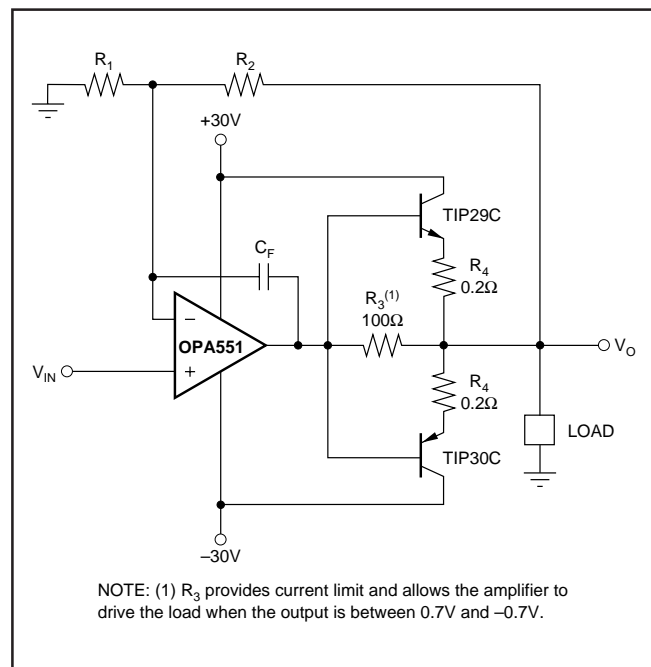 R1
R2
+30V
TIP29C
CF
R4
0.2Ω
R3(1)
100Ω
–
OPA551
+
VIN
VO
R4
0.2Ω
LOAD
TIP30C
–30V
NOTE: (1) R3 provides current limit and allows the amplifier to
drive the load when the output is between 0.7V and –0.7V.